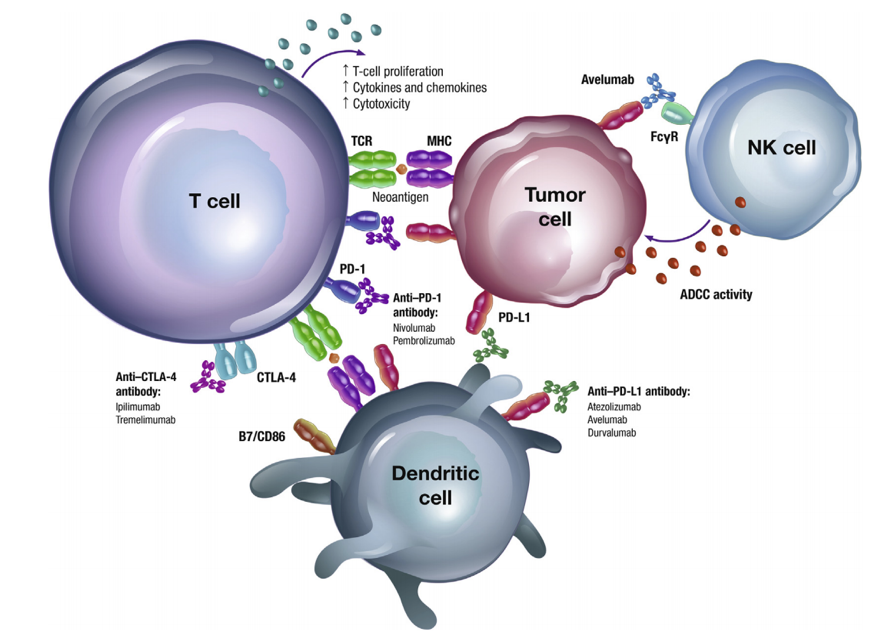 ↑ T-cell proliferation
↑ Cytokines and chemokines
↑ Cytotoxicity
Avelumab
FcγR
NK cell
TCR
MHC
Neoantigen
T cell
Tumor
cell
ADCC activity
PD-1
Anti–PD-1
antibody:
Nivolumab
Pembrolizumab
PD-L1
Anti–CTLA-4
antibody:
Ipilimumab
Tremelimumab
CTLA-4
B7/CD86
Anti–PD-L1 antibody:
Atezolizumab
Avelumab
Durvalumab
Dendritic
cell